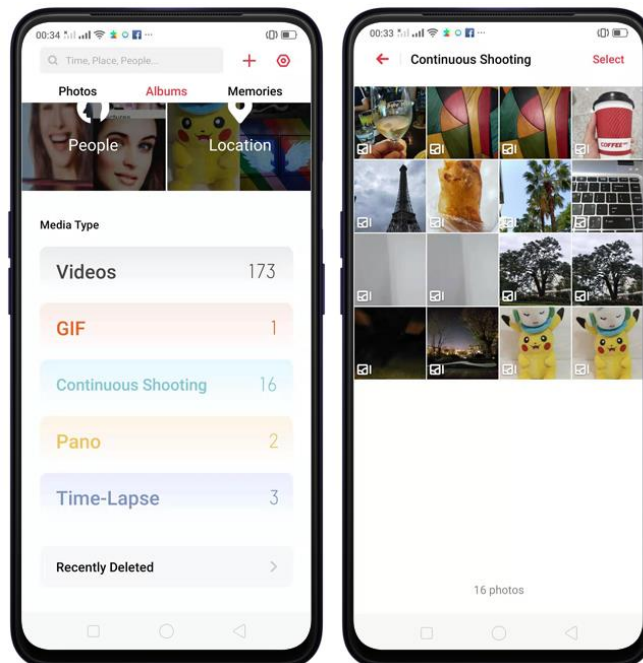 00:34
Time, Place, People...
Photos Albums Memories
People Location
Media Type
Videos 173
GIF 1
Continuous Shooting 16
Pano 2
Time-Lapse 3
Recently Deleted
00:33
Continuous Shooting Select
COFFEE
16 photos